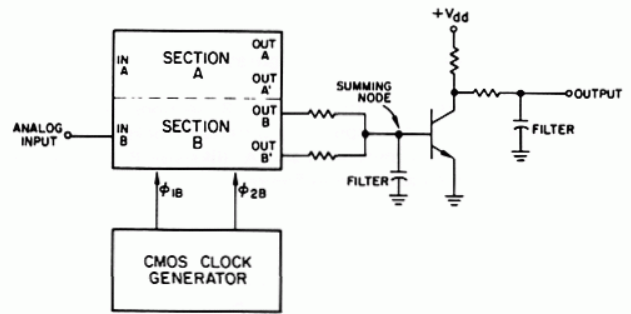 +Vdd
IN A
SECTION A
OUT A
OUT A'
SUMMING NODE
OUTPUT
FILTER
ANALOG INPUT
IN B
SECTION B
OUT B
OUT B'
FILTER
ϕ1B
ϕ2B
CMOS CLOCK
GENERATOR